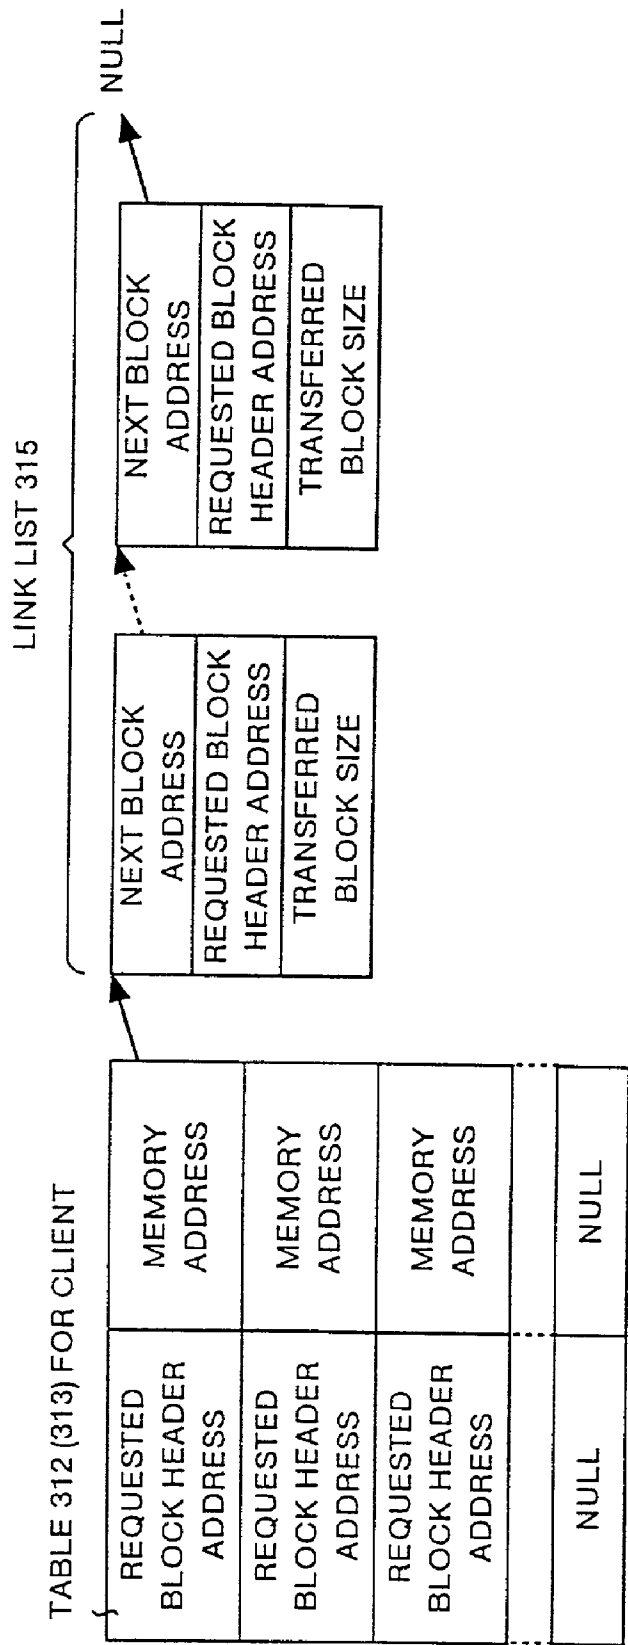 TABLE 312 (313) FOR CLIENT
REQUESTED
BLOCK HEADER
ADDRESS
MEMORY
ADDRESS
REQUESTED
BLOCK HEADER
ADDRESS
MEMORY
ADDRESS
REQUESTED
BLOCK HEADER
ADDRESS
MEMORY
ADDRESS
NULL
NULL
LINK LIST 315
NEXT BLOCK
ADDRESS
REQUESTED BLOCK
HEADER ADDRESS
TRANSFERRED
BLOCK SIZE
NEXT BLOCK
ADDRESS
REQUESTED BLOCK
HEADER ADDRESS
TRANSFERRED
BLOCK SIZE
NULL